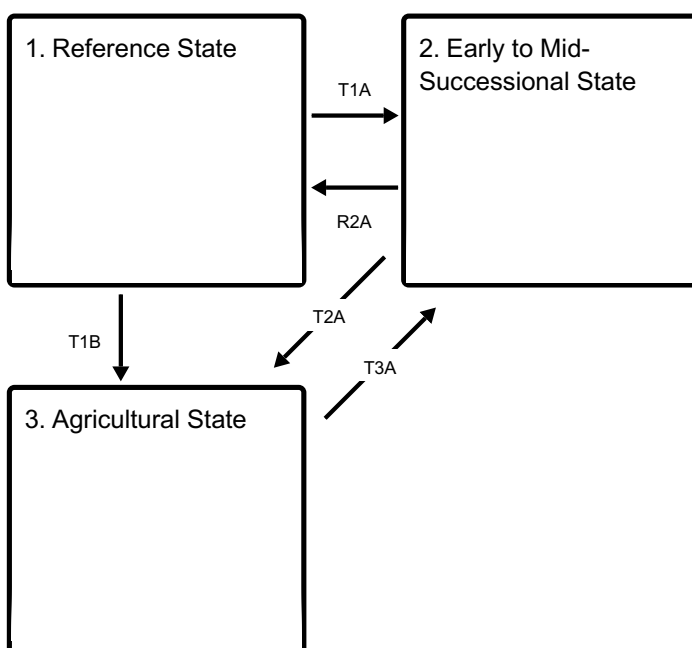 1. Reference State
2. Early to Mid-
Successional State
T1A
R2A
T2A
T1B
T3A
3. Agricultural State